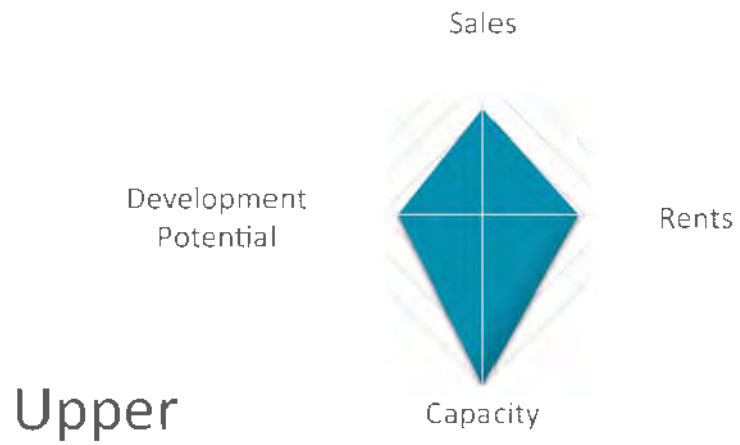 Sales
Development
Potential
Rents
Capacity
Upper